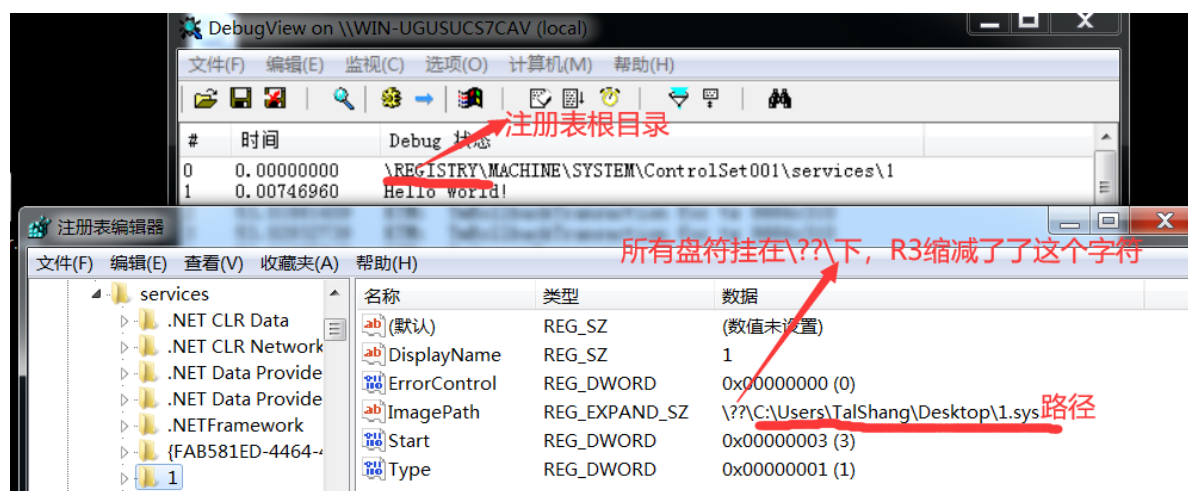 DebugView on \\WIN-UGUSUCS7CAV (local)
文件(F) 编辑(E) 监视(C) 选项(O) 计算机(M) 帮助(H)
注册表根目录
# 时间 Debug 状态
0 0.00000000 \REGISTRY\MACHINE\SYSTEM\ControlSet001\services\1
1 0.00746960 Hello World!
注册表编辑器
所有盘符挂在\??\下，R3缩减了了这个字符
文件(F) 编辑(E) 查看(V) 收藏夹(A) 帮助(H)
services
.NET CLR Data
.NET CLR Network
.NET Data Provide
.NET Data Provide
.NETFramework
{FAB581ED-4464-
1
名称 类型 数据
(默认) REG_SZ (数值未设置)
DisplayName REG_SZ 1
ErrorControl REG_DWORD 0x00000000 (0)
ImagePath REG_EXPAND_SZ \??\C:\Users\TalShang\Desktop\1.sys 路径
Start REG_DWORD 0x00000003 (3)
Type REG_DWORD 0x00000001 (1)